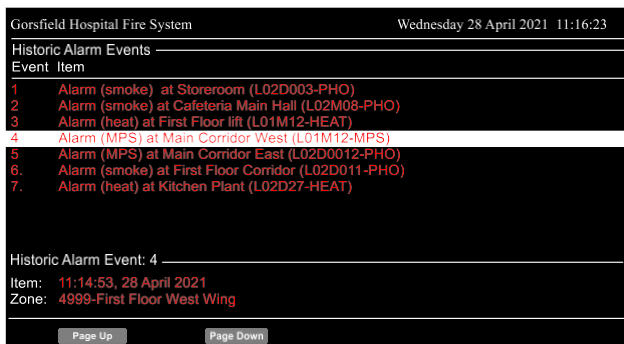 Gorsfield Hospital Fire System Wednesday 28 April 2021 11:16:23
Historic Alarm Events
Event Item
1 Alarm (smoke) at Storeroom (L02D003-PHO)
2 Alarm (smoke) at Cafeteria Main Hall (L02M08-PHO)
3 Alarm (heat) at First Floor lift (L01M12-HEAT)
4 Alarm (MPS) at Main Corridor West (L01M12-MPS)
5 Alarm (MPS) at Main Corridor East (L02D0012-PHO)
6. Alarm (smoke) at First Floor Corridor (L02D011-PHO)
7. Alarm (heat) at Kitchen Plant (L02D27-HEAT)
Historic Alarm Event: 4
Item: 11:14:53, 28 April 2021
Zone: 4999-First Floor West Wing
Page Up Page Down